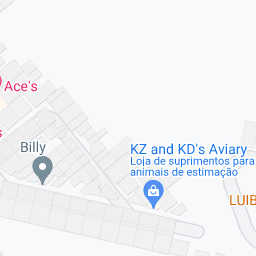 Ace's
s
Billy
KZ and KD's Aviary
Loja de suprimentos para
animais de estimação
LUIB